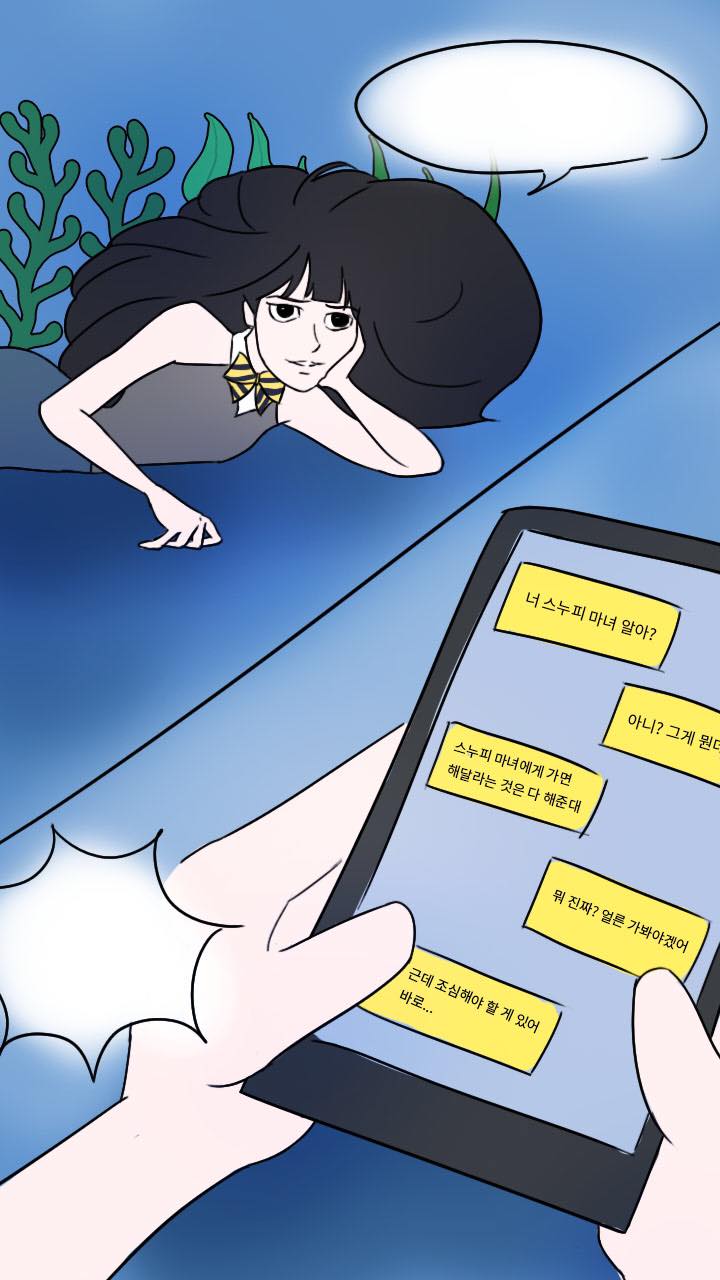 너 스누피 마녀 알아?
아니? 그게 뭔데
스누피 마녀에게 가면
해달라는 것은 다 해준대
뭐 진짜? 얼른 가봐야겠어
근데 조심해야 할 게 있어
바로...